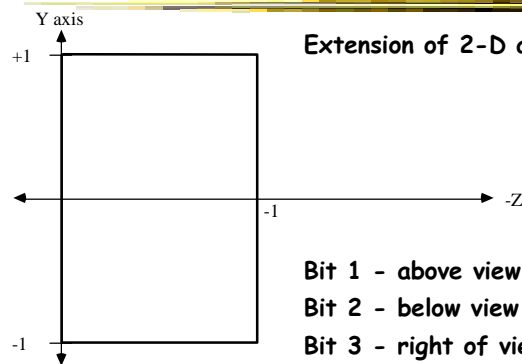 Y axis
Extension of 2-D
+1
-Z
-1
Bit 1 - above view
Bit 2 - below view
-1
Bit 3 - right of